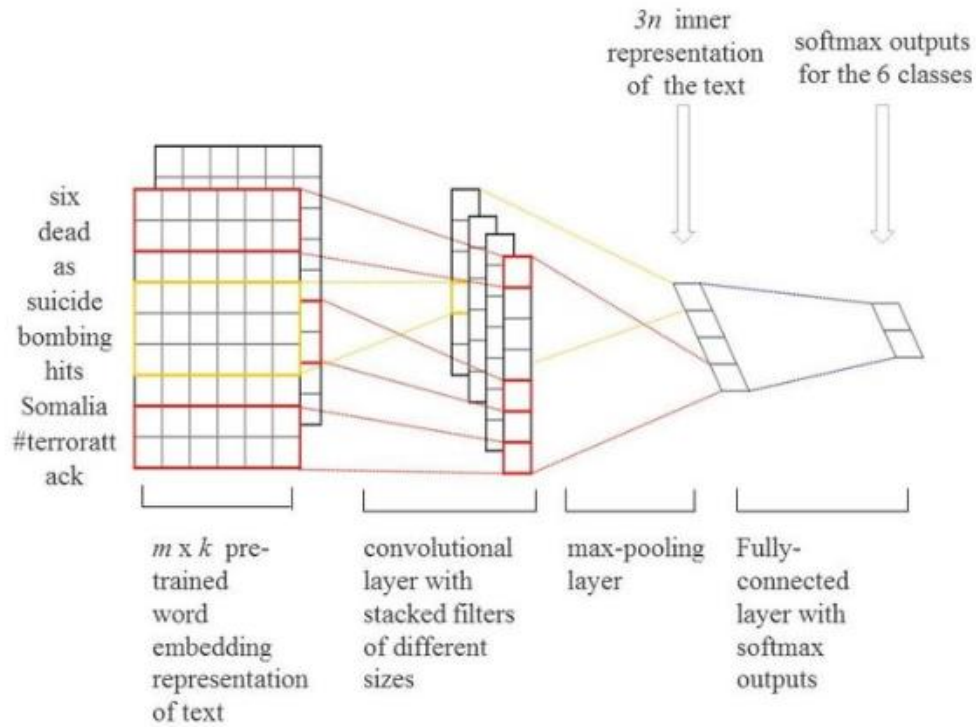 3n inner
representation
of the text
softmax outputs
for the 6 classes
six
dead
as
suicide
bombing
hits
Somalia
#terroratt
ack
m x k pre-
trained
word
embedding
representation
of text
convolutional
layer with
stacked filters
of different
sizes
max-pooling
layer
Fully-
connected
layer with
softmax
outputs